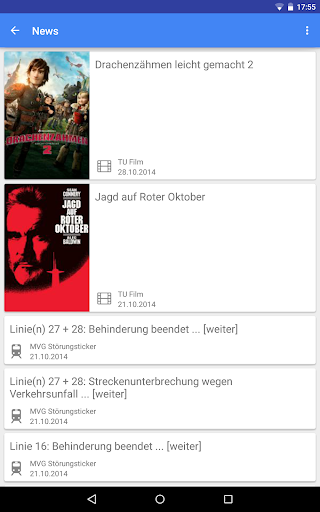 17:55
News
Drachenzähmen leicht gemacht 2
DRACHENZÄHMEN
2
TU Film
28.10.2014
Jagd auf Roter Oktober
SEAN
CONNERY
JAGD
AUF
ROTER
OKTOBER
ALEC
BALDWIN
TU Film
21.10.2014
Linie(n) 27 + 28: Behinderung beendet ... [weiter]
MVG Störungsticker
21.10.2014
Linie(n) 27 + 28: Streckenunterbrechung wegen
Verkehrsunfall ... [weiter]
MVG Störungsticker
21.10.2014
Linie 16: Behinderung beendet ... [weiter]
MVG Störungsticker
21.10.2014